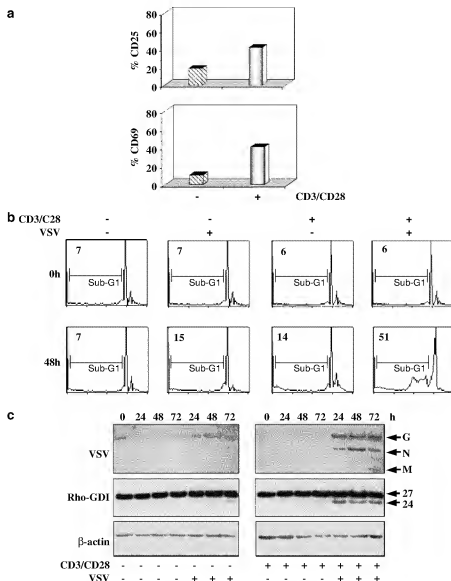 a
80
60
40
20
0
% CD25
80
60
40
20
0
% CD69
- + CD3/CD28
b
CD3/C28 - - + +
VSV - + - +
0h
7 Sub-G1
7 Sub-G1
6 Sub-G1
6 Sub-G1
48h
7 Sub-G1
15 Sub-G1
14 Sub-G1
51 Sub-G1
c
0 24 48 72 24 48 72 0 24 48 72 24 48 72 h
VSV
G
N
M
Rho-GDI
27
24
β-actin
CD3/CD28 - - - - - - - + + + + + + +
VSV - - - - + + + - - - - + + +